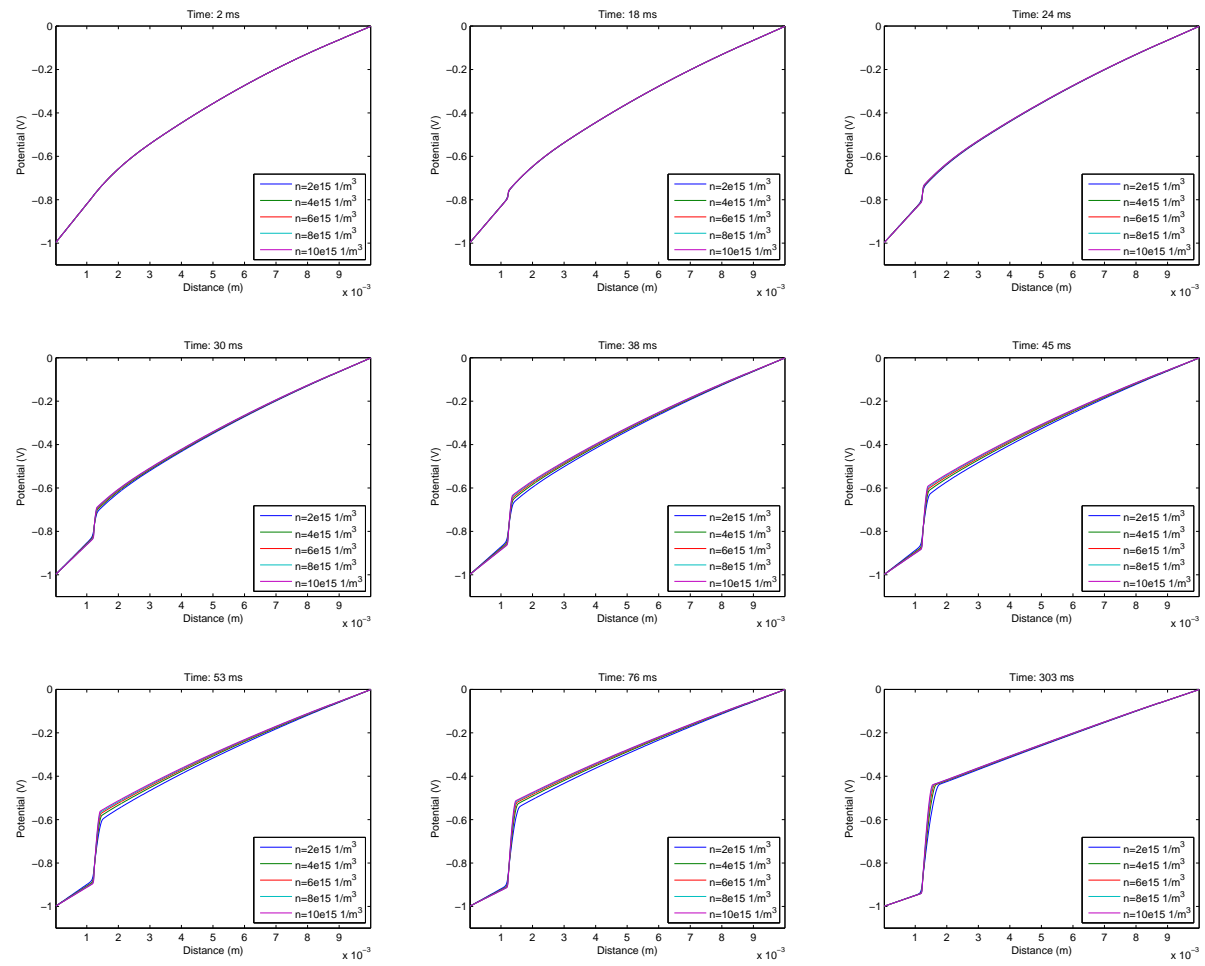 Time: 2 ms
0
−0.2
−0.4
−0.6
−0.8
−1
Potential (V)
n=2e15 1/m³
n=4e15 1/m³
n=6e15 1/m³
n=8e15 1/m³
n=10e15 1/m³
1 2 3 4 5 6 7 8 9
Distance (m)
x 10⁻³
Time: 18 ms
0
−0.2
−0.4
−0.6
−0.8
−1
Potential (V)
n=2e15 1/m³
n=4e15 1/m³
n=6e15 1/m³
n=8e15 1/m³
n=10e15 1/m³
1 2 3 4 5 6 7 8 9
Distance (m)
x 10⁻³
Time: 24 ms
0
−0.2
−0.4
−0.6
−0.8
−1
Potential (V)
n=2e15 1/m³
n=4e15 1/m³
n=6e15 1/m³
n=8e15 1/m³
n=10e15 1/m³
1 2 3 4 5 6 7 8 9
Distance (m)
x 10⁻³
Time: 30 ms
0
−0.2
−0.4
−0.6
−0.8
−1
Potential (V)
n=2e15 1/m³
n=4e15 1/m³
n=6e15 1/m³
n=8e15 1/m³
n=10e15 1/m³
1 2 3 4 5 6 7 8 9
Distance (m)
x 10⁻³
Time: 38 ms
0
−0.2
−0.4
−0.6
−0.8
−1
Potential (V)
n=2e15 1/m³
n=4e15 1/m³
n=6e15 1/m³
n=8e15 1/m³
n=10e15 1/m³
1 2 3 4 5 6 7 8 9
Distance (m)
x 10⁻³
Time: 45 ms
0
−0.2
−0.4
−0.6
−0.8
−1
Potential (V)
n=2e15 1/m³
n=4e15 1/m³
n=6e15 1/m³
n=8e15 1/m³
n=10e15 1/m³
1 2 3 4 5 6 7 8 9
Distance (m)
x 10⁻³
Time: 53 ms
0
−0.2
−0.4
−0.6
−0.8
−1
Potential (V)
n=2e15 1/m³
n=4e15 1/m³
n=6e15 1/m³
n=8e15 1/m³
n=10e15 1/m³
1 2 3 4 5 6 7 8 9
Distance (m)
x 10⁻³
Time: 76 ms
0
−0.2
−0.4
−0.6
−0.8
−1
Potential (V)
n=2e15 1/m³
n=4e15 1/m³
n=6e15 1/m³
n=8e15 1/m³
n=10e15 1/m³
1 2 3 4 5 6 7 8 9
Distance (m)
x 10⁻³
Time: 303 ms
0
−0.2
−0.4
−0.6
−0.8
−1
Potential (V)
n=2e15 1/m³
n=4e15 1/m³
n=6e15 1/m³
n=8e15 1/m³
n=10e15 1/m³
1 2 3 4 5 6 7 8 9
Distance (m)
x 10⁻³